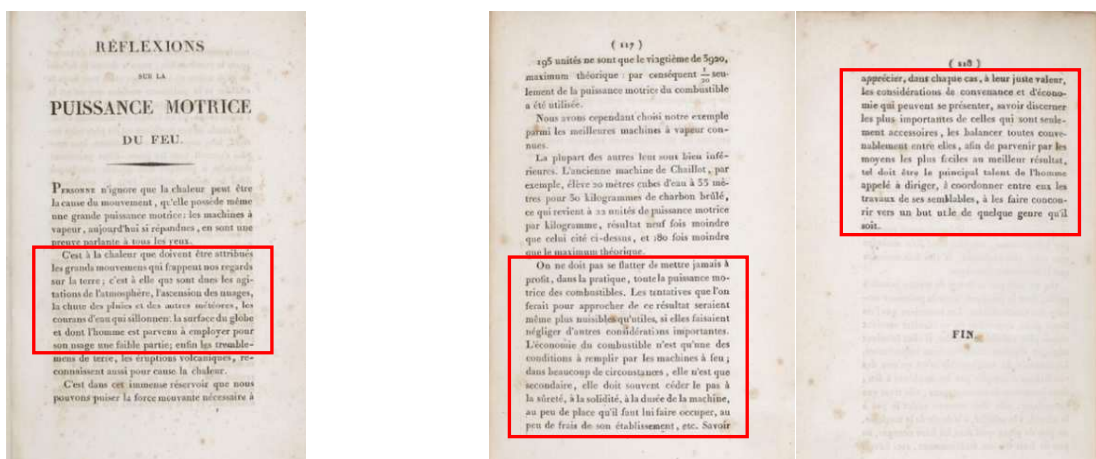 RÉFLEXIONS
SUR LA
PUISSANCE MOTRICE
DU FEU.
PERSONNE n'ignore que la chaleur peut être
la cause du mouvement, qu'elle possède même
une grande puissance motrice: les machines à
vapeur, aujourd'hui si répandues, en sont une
preuve parlante à tous les yeux.
C'est à la chaleur que doivent être attribués
les grands mouvemens qui frappent nos regards
sur la terre; c'est à elle que sont dues les agi-
tations de l'atmosphère, l'ascension des nuages,
la chute des pluies et des autres météores, les
courans d'eau qui sillonnent la surface du globe
et dont l'homme est parvenu à employer pour
son usage une faible partie; enfin les tremble-
mens de terre, les éruptions volcaniques, re-
connaissent aussi pour cause la chaleur.
C'est dans cet immense réservoir que nous
pouvons puiser la force mouvante nécessaire à
( 117 )
195 unités ne sont que le vingtième de 3920,
maximum théorique : par conséquent 1/20 seu-
lement de la puissance motrice du combustible
a été utilisée.
Nous avons cependant choisi notre exemple
parmi les meilleures machines à vapeur con-
nues.
La plupart des autres leur sont bien infé-
rieures. L'ancienne machine de Chaillot, par
exemple, élève 20 mètres cubes d'eau à 33 mè-
tres pour 30 kilogrammes de charbon brûlé,
ce qui revient à 22 unités de puissance motrice
par kilogramme, résultat neuf fois moindre
que celui cité ci-dessus, et 180 fois moindre
que le maximum théorique.
On ne doit pas se flatter de mettre jamais à
profit, dans la pratique, toute la puissance mo-
trice des combustibles. Les tentatives que l'on
ferait pour approcher de ce résultat seraient
même plus nuisibles qu'utiles, si elles faisaient
négliger d'autres considérations importantes.
L'économie du combustible n'est qu'une des
conditions à remplir par les machines à feu;
dans beaucoup de circonstances, elle n'est que
secondaire, elle doit souvent céder le pas à
la sûreté, à la solidité, à la durée de la machine,
au peu de place qu'il faut lui faire occuper, au
peu de frais de son établissement, etc. Savoir
( 118 )
apprécier, dans chaque cas, à leur juste valeur,
les considérations de convenance et d'écono-
mie qui peuvent se présenter, savoir discerner
les plus importantes de celles qui sont seule-
ment accessoires, les balancer toutes conve-
nablement entre elles, afin de parvenir par les
moyens les plus faciles au meilleur résultat,
tel doit être le principal talent de l'homme
appelé à diriger, à coordonner entre eux les
travaux de ses semblables, à les faire concou-
rir vers un but utile de quelque genre qu'il
soit.
FIN.